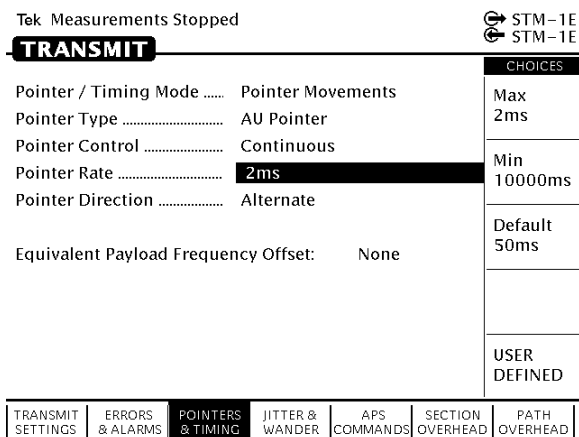 Tek Measurements Stopped
STM–1E
STM–1E
TRANSMIT
Pointer / Timing Mode ...... Pointer Movements
Pointer Type ............................ AU Pointer
Pointer Control ....................... Continuous
Pointer Rate ............................. 2ms
Pointer Direction .................. Alternate
Equivalent Payload Frequency Offset: None
CHOICES
Max
2ms
Min
10000ms
Default
50ms
USER
DEFINED
TRANSMIT
SETTINGS
ERRORS
& ALARMS
POINTERS
& TIMING
JITTER &
WANDER
APS
COMMANDS
SECTION
OVERHEAD
PATH
OVERHEAD